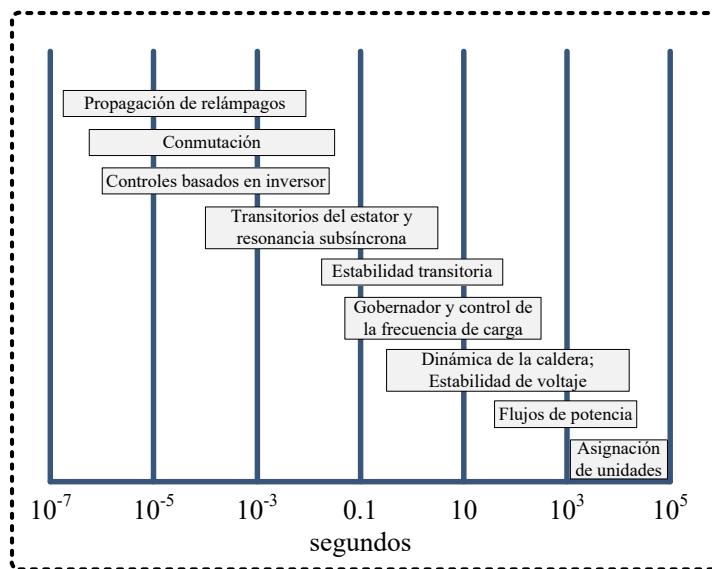 Propagación de relámpagos
Conmutación
Controles basados en inversor
Transitorios del estator y
resonancia subsíncrona
Estabilidad transitoria
Gobernador y control de
la frecuencia de carga
Dinámica de la caldera;
Estabilidad de voltaje
Flujos de potencia
Asignación
de unidades
10⁻⁷ 10⁻⁵ 10⁻³ 0.1 10 10³ 10⁵
segundos